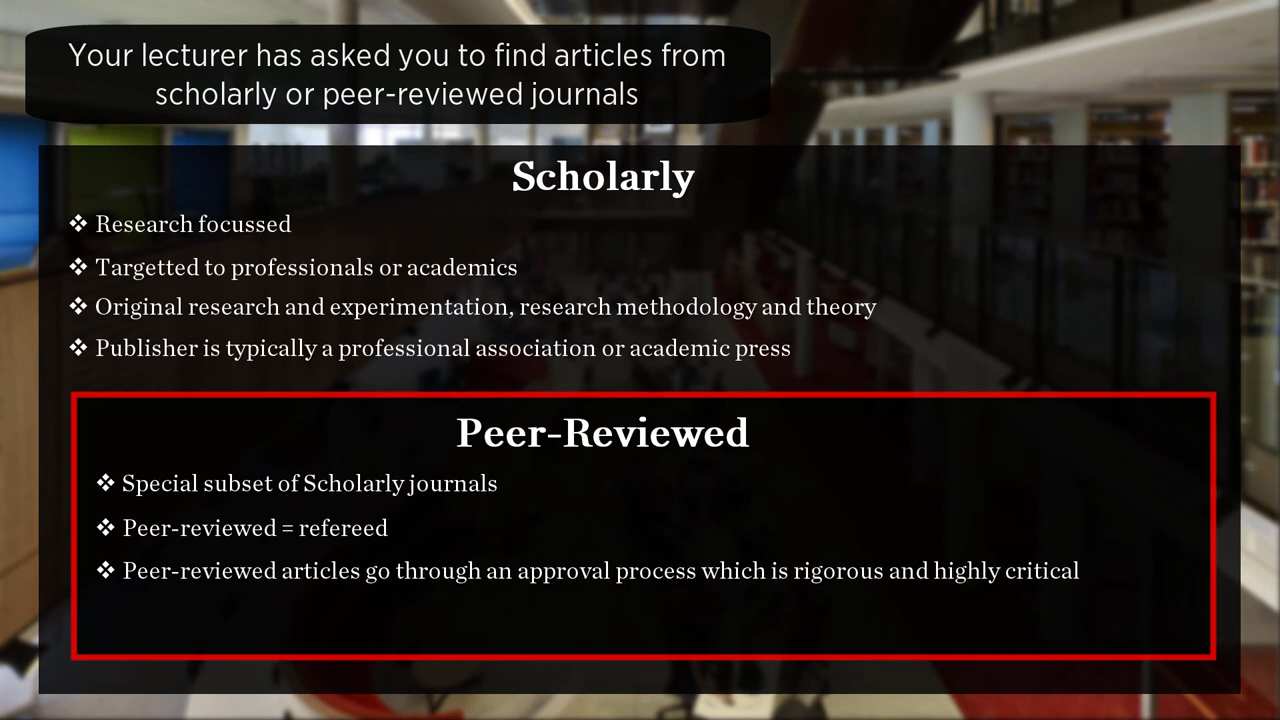 Your lecturer has asked you to find articles from
scholarly or peer-reviewed journals
Scholarly
❖ Research focussed
❖ Targetted to professionals or academics
❖ Original research and experimentation, research methodology and theory
❖ Publisher is typically a professional association or academic press
Peer-Reviewed
❖ Special subset of Scholarly journals
❖ Peer-reviewed = refereed
❖ Peer-reviewed articles go through an approval process which is rigorous and highly critical